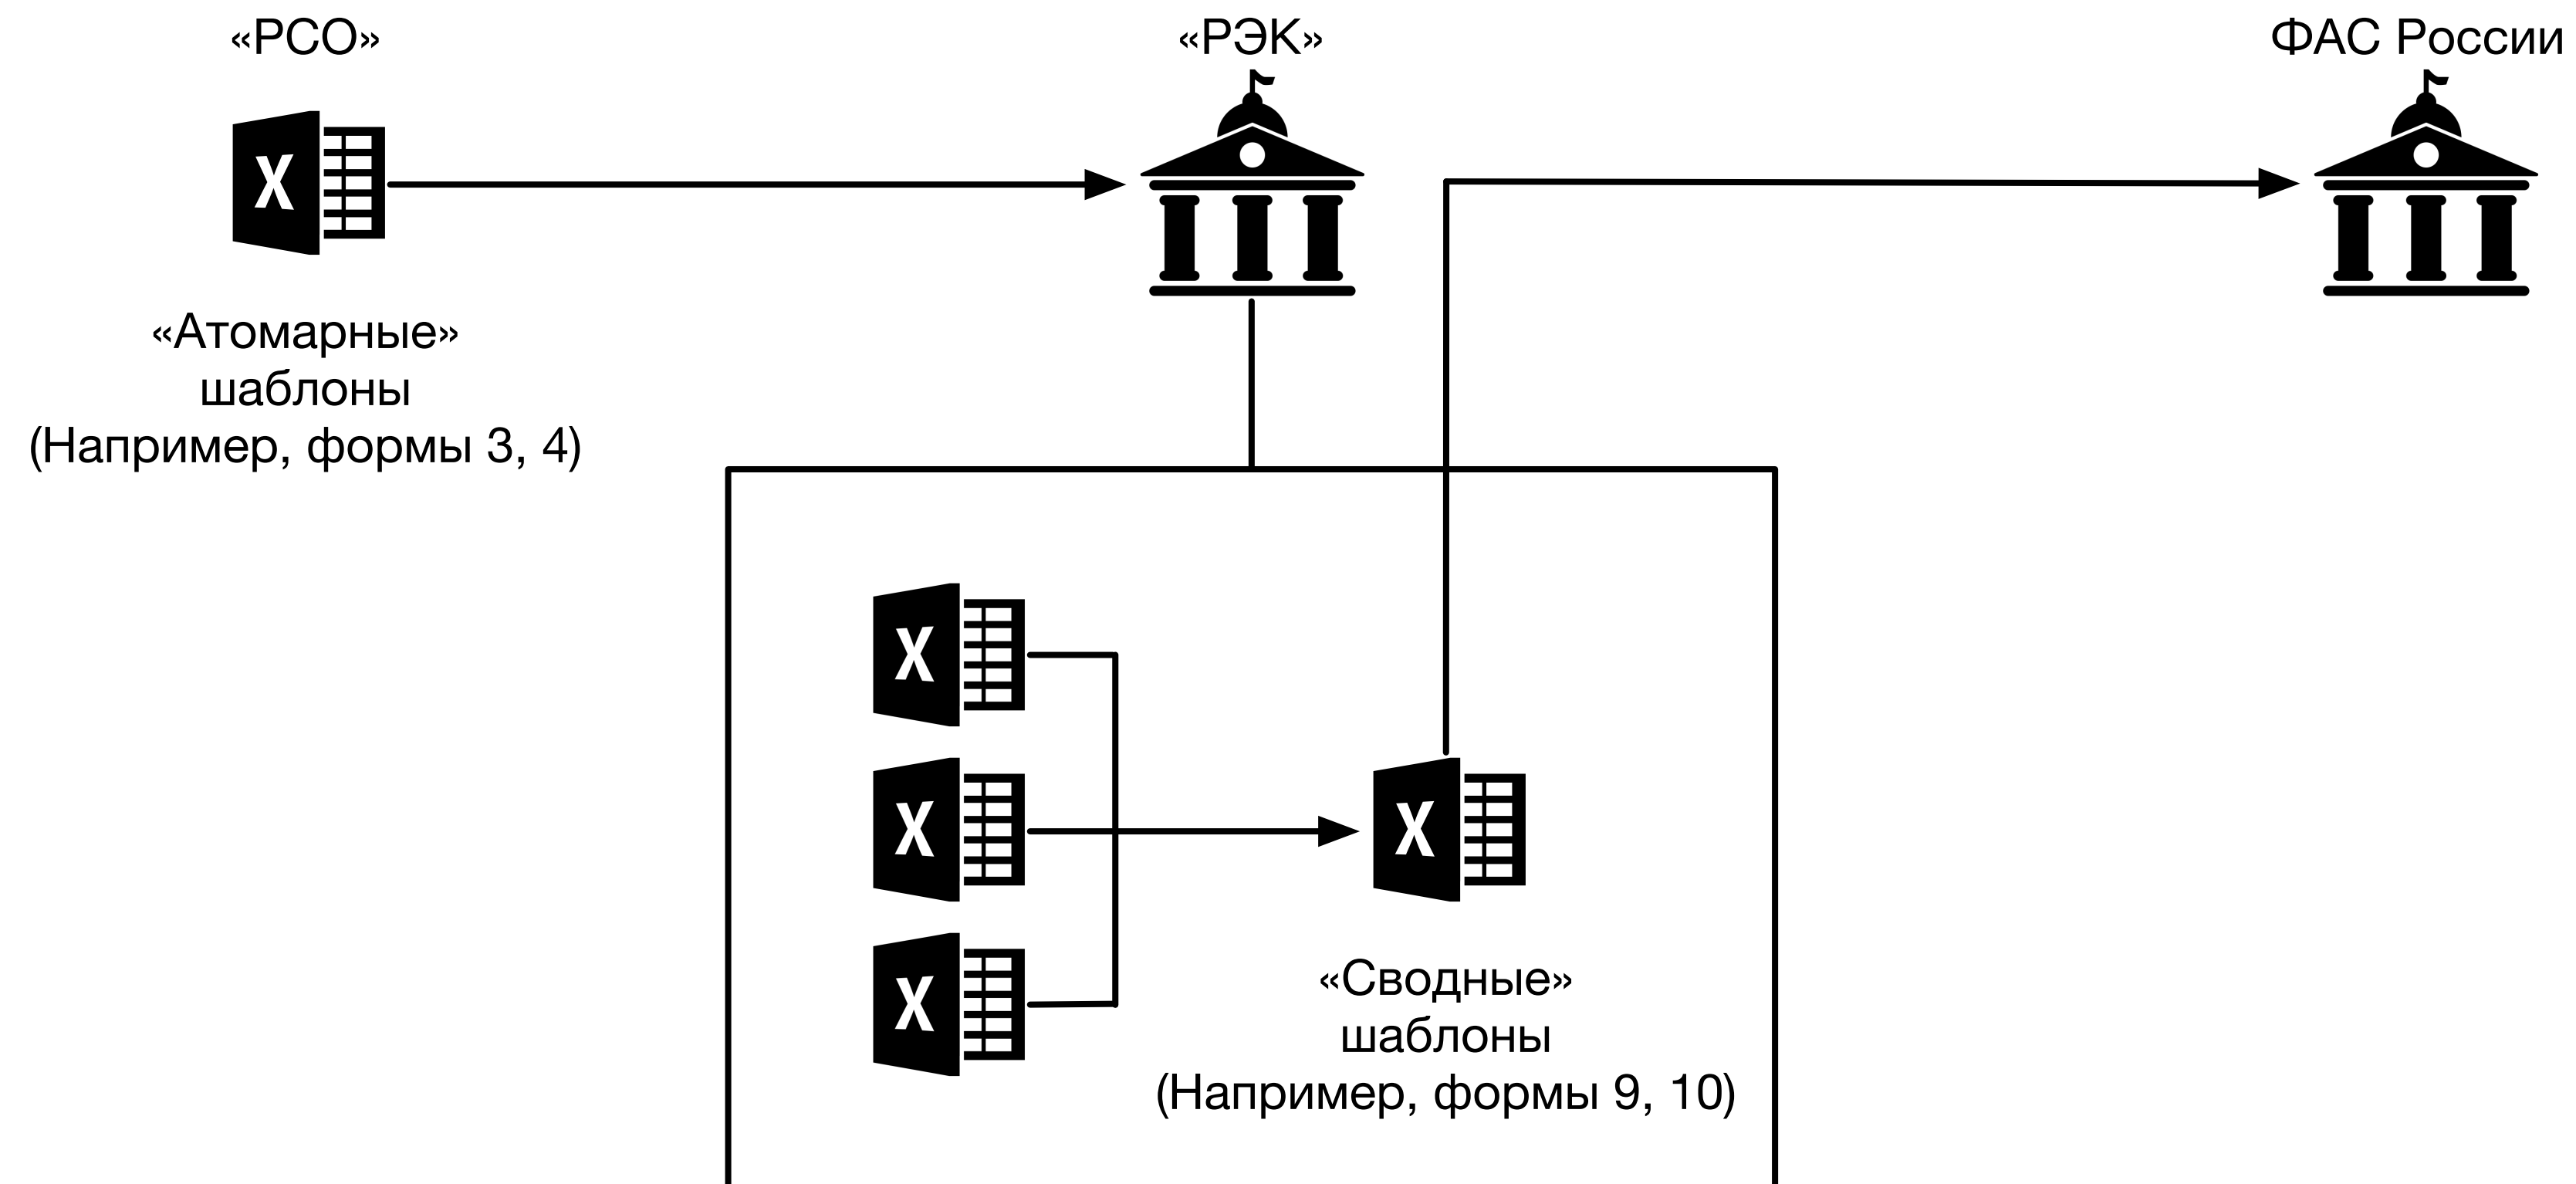 «РСО»
«РЭК»
ФАС России
X
«Атомарные»
шаблоны
(Например, формы 3, 4)
X
X
X
X
«Сводные»
шаблоны
(Например, формы 9, 10)